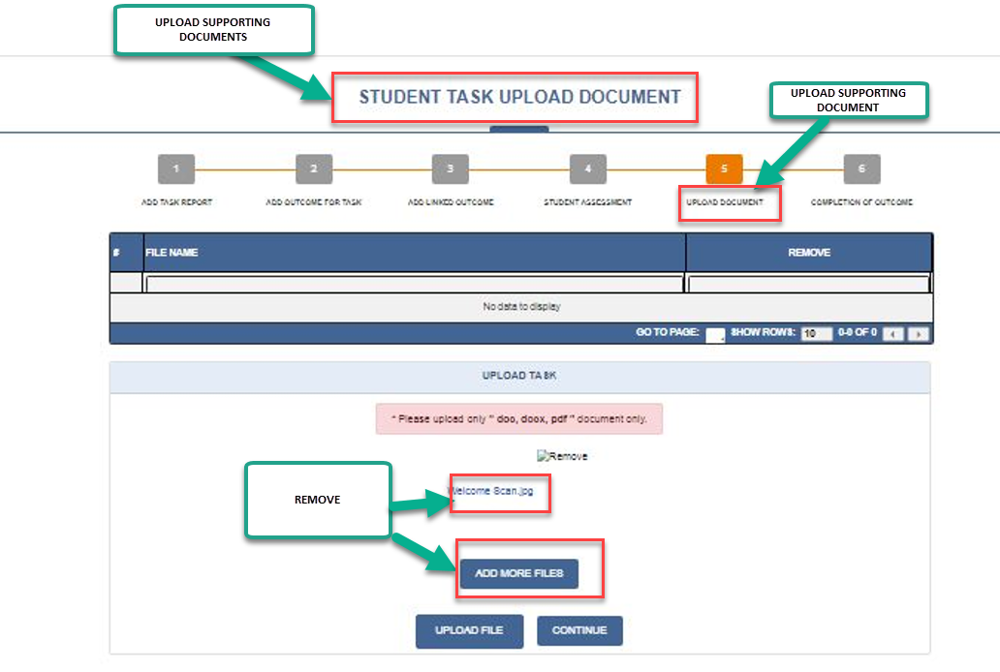 UPLOAD SUPPORTING
DOCUMENTS
STUDENT TASK UPLOAD DOCUMENT
UPLOAD SUPPORTING
DOCUMENT
1 2 3 4 5 6
ADD TASK REPORT ADD OUTCOME FOR TASK ADD LINKED OUTCOME STUDENT ASSESSMENT UPLOAD DOCUMENT COMPLETION OF OUTCOME
# FILE NAME REMOVE
No data to display
GO TO PAGE: SHOW ROWS: 10 0-0 OF 0
UPLOAD TASK
* Please upload only " doc, docx, pdf " document only.
Remove
Welcome Scan.jpg
REMOVE
ADD MORE FILES
UPLOAD FILE CONTINUE